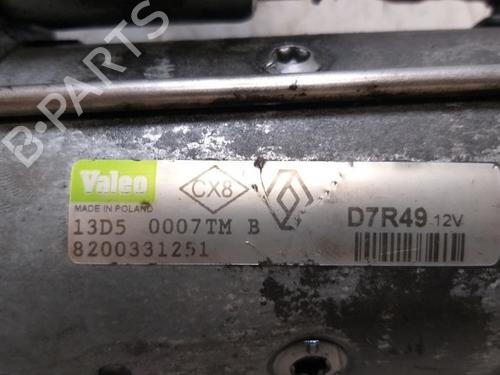 B-PARTS
Valeo
MADE IN POLAND
CX8
D7R49 12V
13D5 0007TM B
8200331251